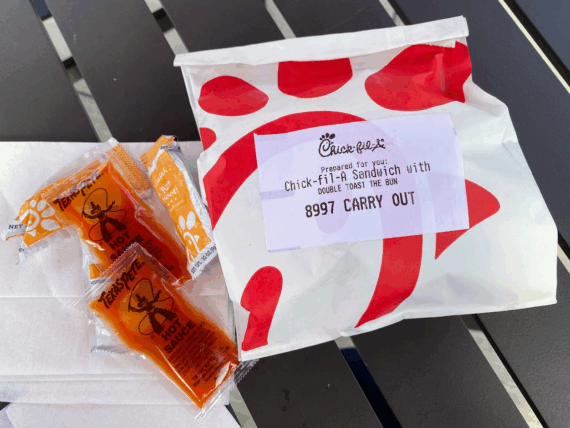 Chick-fil-A
Prepared for you:
Chick-fil-A Sandwich with
DOUBLE TOAST THE BUN
8997 CARRY OUT
TEXAS PETE
HOT
SAUCE
TEXAS PETE
HOT
SAUCE
NET